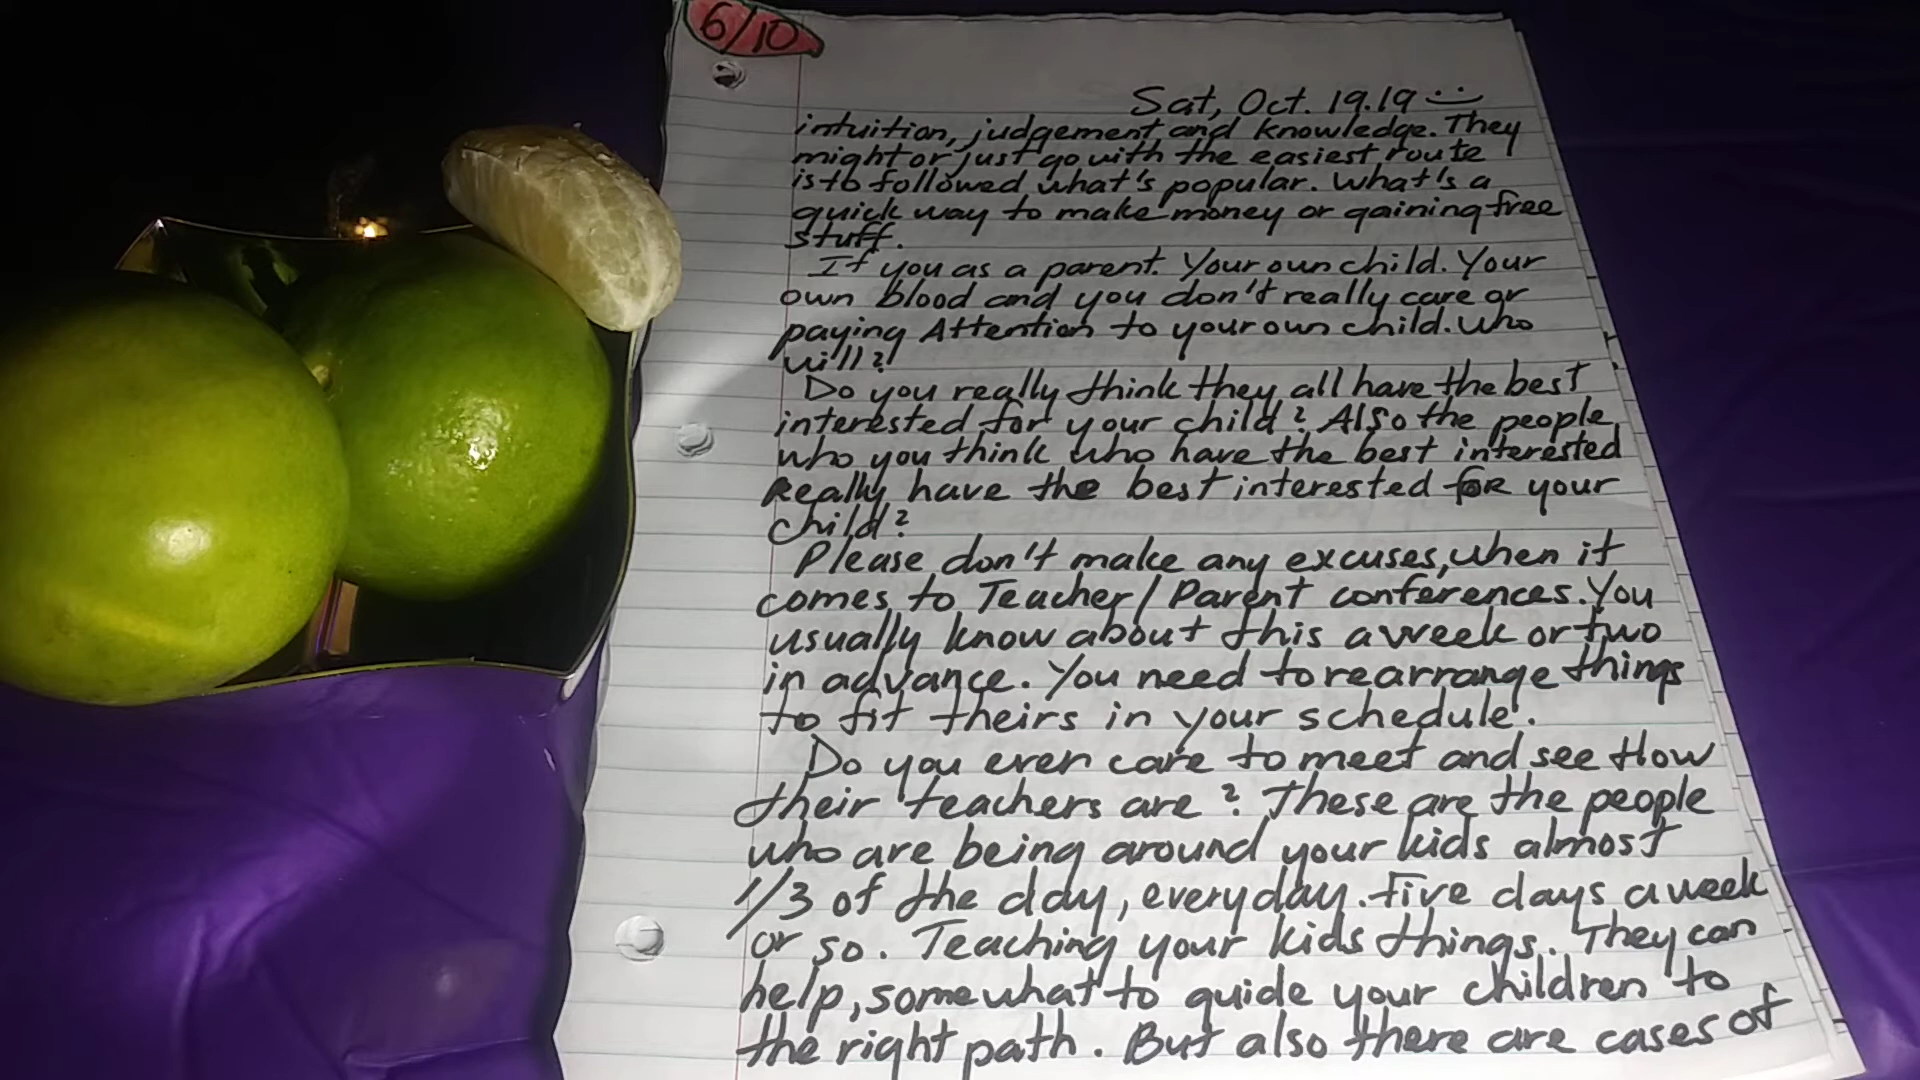 6/10
Sat, Oct. 19.19
intuition, judgement and knowledge. They
might or just go with the easiest route
is to followed what's popular. What's a
quick way to make money or gaining free
stuff.
If you as a parent. Your own child. Your
own blood and you don't really care or
paying Attention to your own child. Who
will?
Do you really think they all have the best
interested for your child? Also the people
who you think who have the best interested
Really have the best interested foR your
child?
Please don't make any excuses, when it
comes to Teacher/Parent conferences. You
usually know about this a week or two
in advance. You need to rearrange things
to fit theirs in your schedule.
Do you ever care to meet and see How
their teachers are? These are the people
who are being around your kids almost
1/3 of the day, everyday. Five days a week
or so. Teaching your kids things. They can
help, somewhat to guide your children to
the right path. But also there are cases of